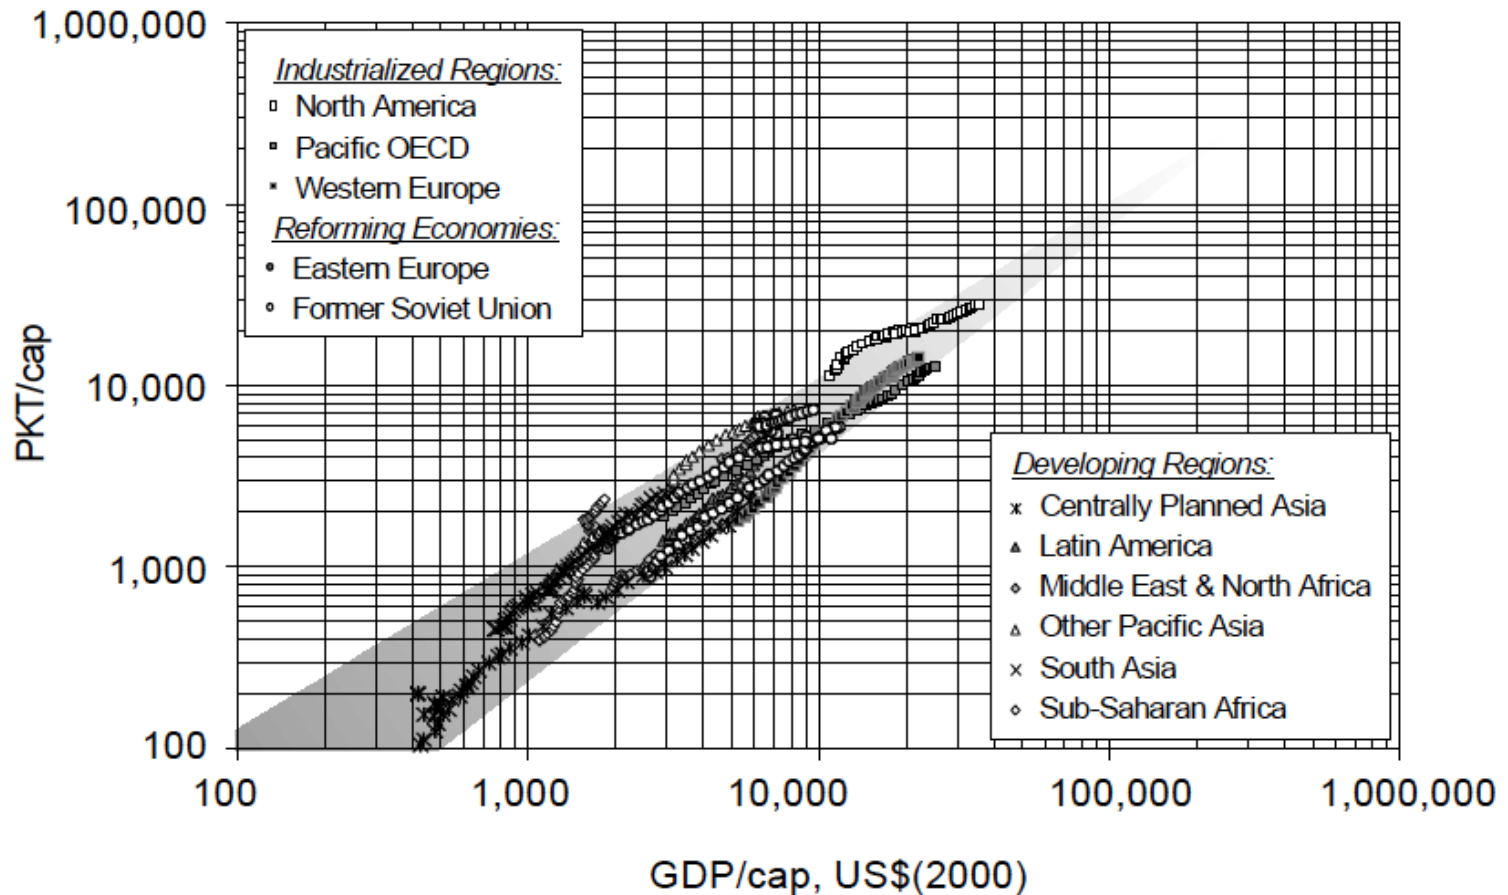 1,000,000
100,000
10,000
1,000
100
PKT/cap
Industrialized Regions:
North America
Pacific OECD
Western Europe
Reforming Economies:
Eastern Europe
Former Soviet Union
Developing Regions:
Centrally Planned Asia
Latin America
Middle East & North Africa
Other Pacific Asia
South Asia
Sub-Saharan Africa
100 1,000 10,000 100,000 1,000,000
GDP/cap, US$(2000)